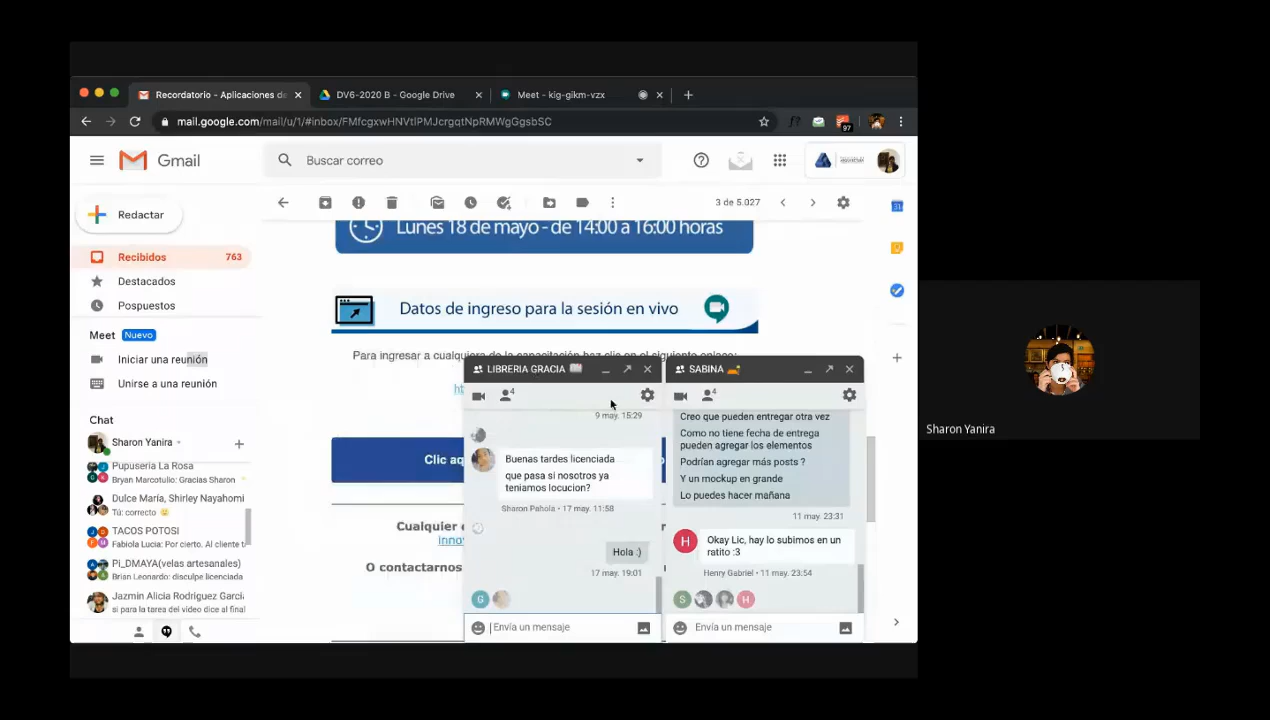 Recordatorio - Aplicaciones de
DV6-2020 B - Google Drive
Meet - kig-gikm-vzx
mail.google.com/mail/u/1/#inbox/FMfcgxwHNVtlPMJcrgqtNpRMWgGgsbSC
97
Gmail
Buscar correo
Redactar
3 de 5.027
Recibidos 763
Destacados
Pospuestos
Meet Nuevo
Iniciar una reunión
Unirse a una reunión
Chat
Sharon Yanira
Pupusería La Rosa
Bryan Marcotulio: Gracias Sharon
Dulce María, Shirley Nayahomi
Tú: correcto
TACOS POTOSI
Fabiola Lucia: Por cierto. Al cliente t
Pi_DMAYA(velas artesanales)
Brian Leonardo: disculpe licenciada
Jazmin Alicia Rodriguez Garcia
si para la tarea del video dice al final
31
Lunes 18 de mayo - de 14:00 a 16:00 horas
Datos de ingreso para la sesión en vivo
Para ingresar a cualquiera de la capacitación haz clic en el siguiente enlace:
ht
Clic aq
Cualquier
innov
O contactarnos
LIBRERIA GRACIA
4
9 may. 15:29
Buenas tardes licenciada
que pasa si nosotros ya
teniamos locucion?
Sharon Pahola • 17 may. 11:58
Hola :)
17 may. 19:01
G
Envía un mensaje
SABINA
4
Creo que pueden entregar otra vez
Como no tiene fecha de entrega
pueden agregar los elementos
Podrían agregar más posts ?
Y un mockup en grande
Lo puedes hacer mañana
11 may. 23:31
H
Okay Lic, hay lo subimos en un
ratito :3
Henry Gabriel • 11 may. 23:54
S H
Envía un mensaje
Sharon Yanira